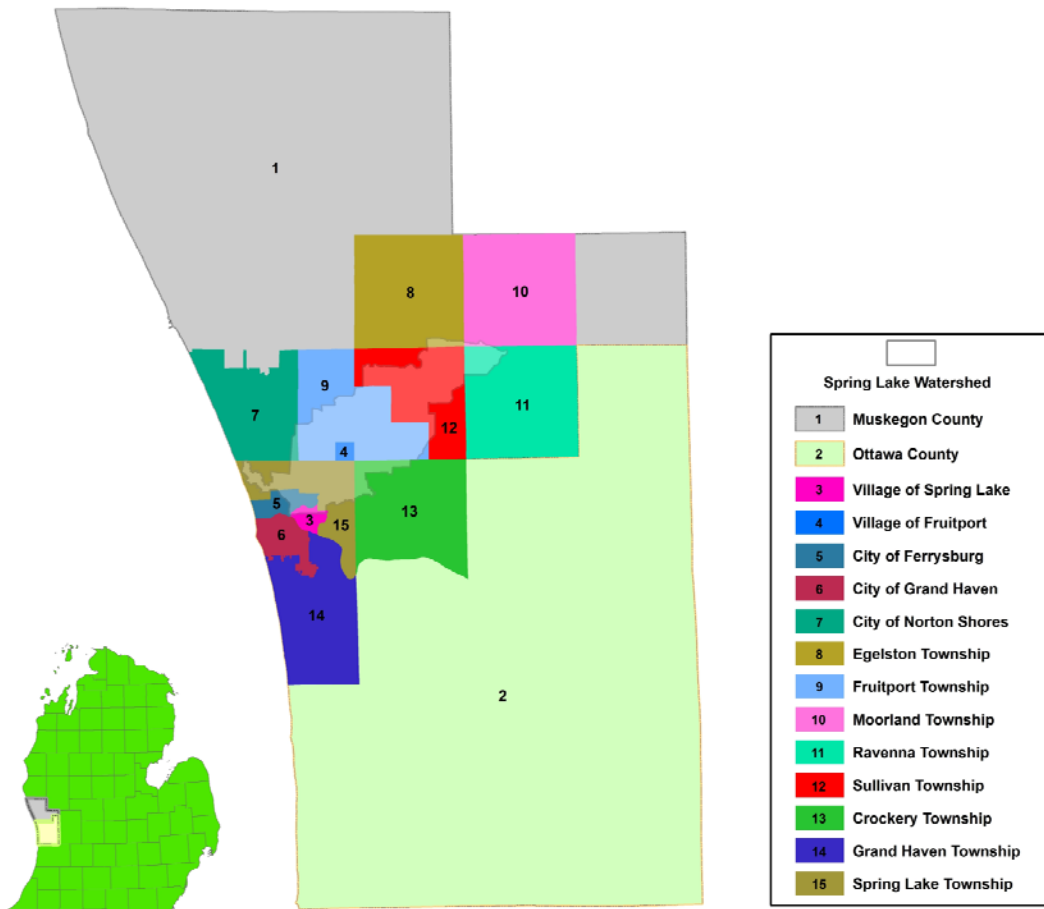 1
8
10
9
7
12
11
4
5
3
15
13
6
14
2
Spring Lake Watershed
1 Muskegon County
2 Ottawa County
3 Village of Spring Lake
4 Village of Fruitport
5 City of Ferrysburg
6 City of Grand Haven
7 City of Norton Shores
8 Egelston Township
9 Fruitport Township
10 Moorland Township
11 Ravenna Township
12 Sullivan Township
13 Crockery Township
14 Grand Haven Township
15 Spring Lake Township